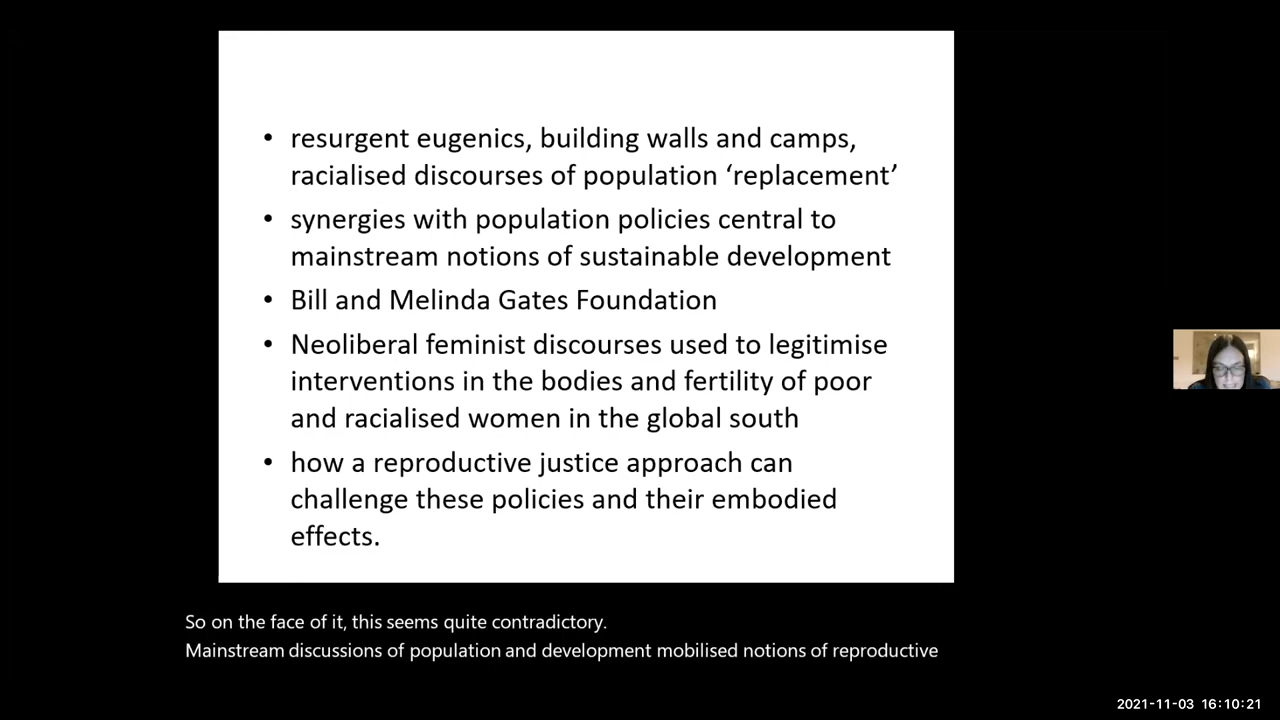 • resurgent eugenics, building walls and camps,
racialised discourses of population ‘replacement’
• synergies with population policies central to
mainstream notions of sustainable development
• Bill and Melinda Gates Foundation
• Neoliberal feminist discourses used to legitimise
interventions in the bodies and fertility of poor
and racialised women in the global south
• how a reproductive justice approach can
challenge these policies and their embodied
effects.
So on the face of it, this seems quite contradictory.
Mainstream discussions of population and development mobilised notions of reproductive
2021-11-03 16:10:21